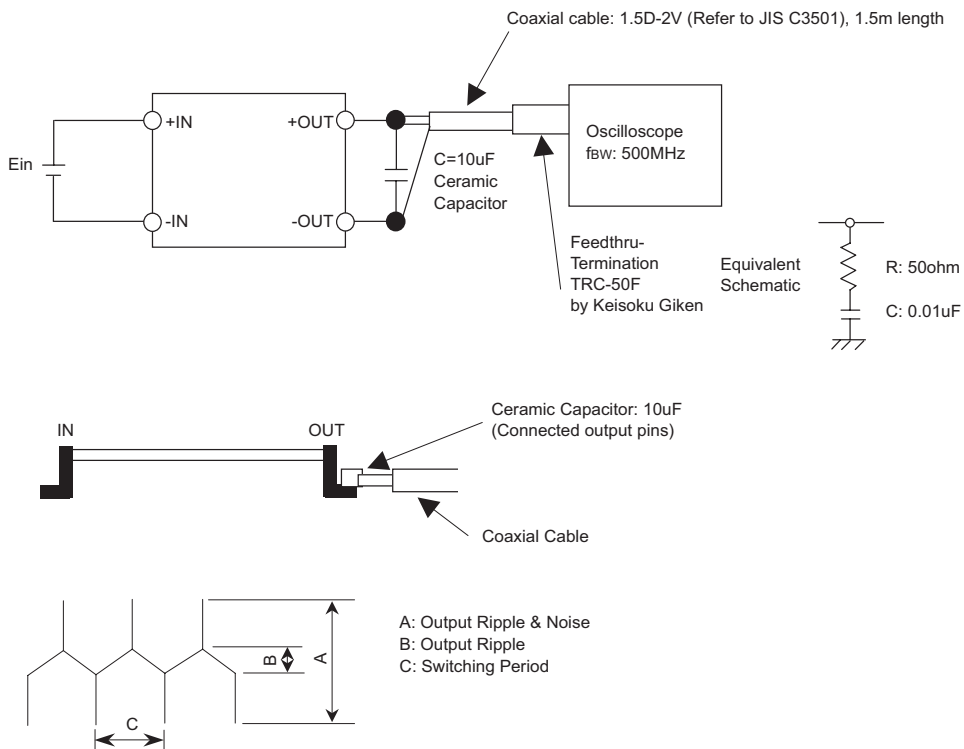 Coaxial cable: 1.5D-2V (Refer to JIS C3501), 1.5m length
+IN
+OUT
Ein
C=10uF
Ceramic
Capacitor
Oscilloscope
fBW: 500MHz
-IN
-OUT
Feedthru-
Termination
TRC-50F
by Keisoku Giken
Equivalent
Schematic
R: 50ohm
C: 0.01uF
IN
OUT
Ceramic Capacitor: 10uF
(Connected output pins)
Coaxial Cable
A: Output Ripple & Noise
B: Output Ripple
C: Switching Period
B
A
C